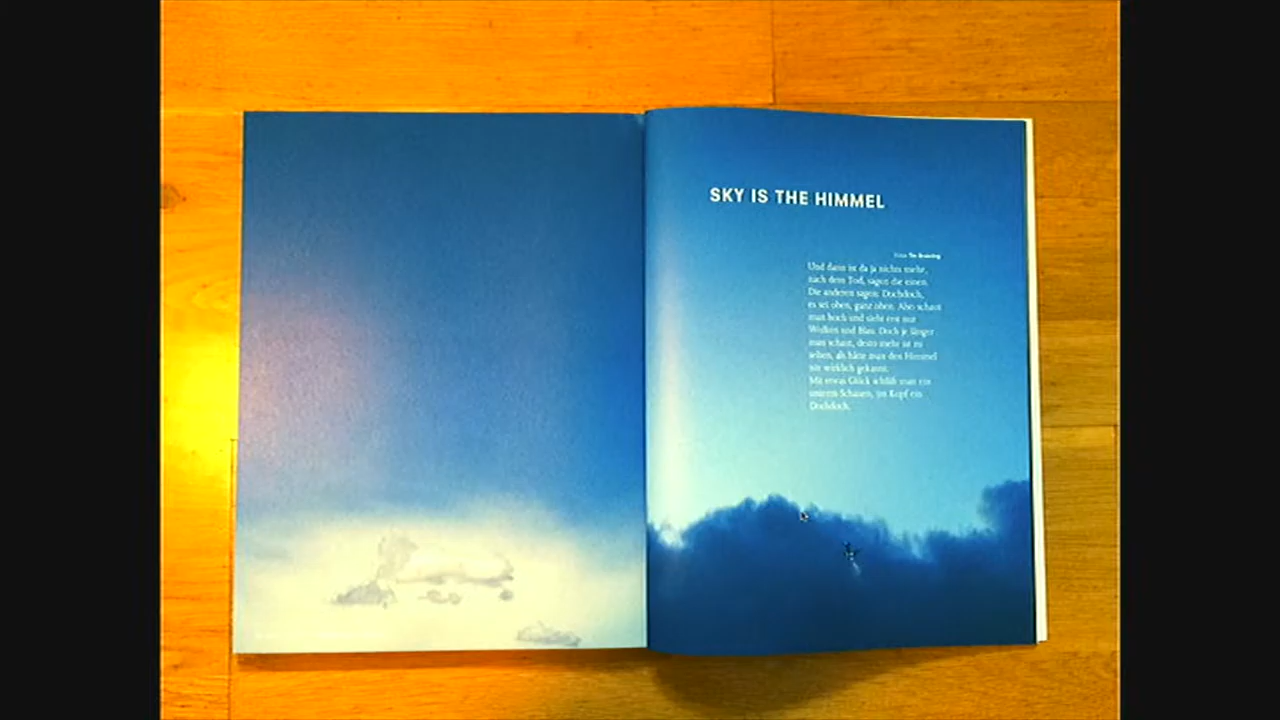 SKY IS THE HIMMEL
Fotos
Und dann ist da ja nichts mehr,
nach dem Tod, sagen die einen.
Die anderen sagen: Dochdoch,
es sei oben, ganz oben. Also schaut
man hoch und sieht erst nur
Wolken und Blau. Doch je länger
man schaut, desto mehr ist zu
sehen, als hätte man den Himmel
nie wirklich gekannt.
Mit etwas Glück schläft man ein
unterm Schauen, im Kopf ein
Dochdoch.